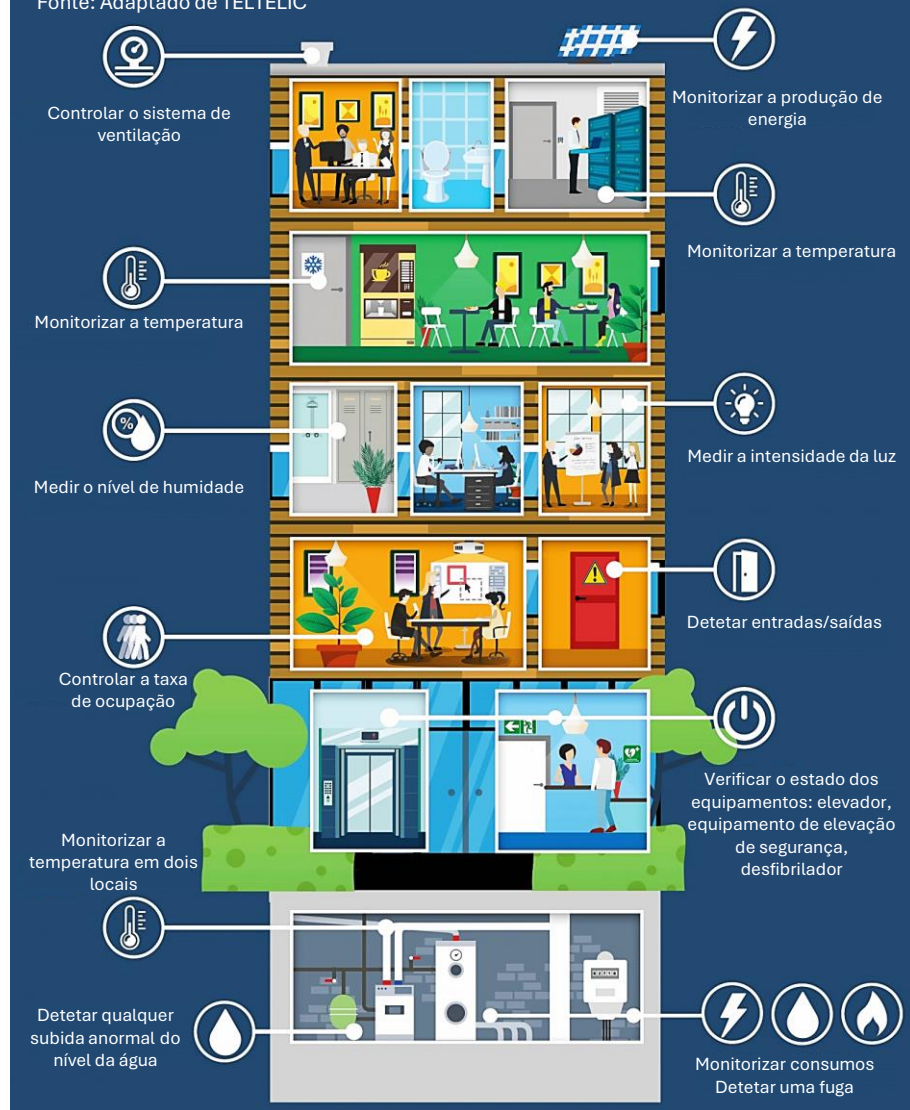 Fonte: Adaptado de TELTELIC
Controlar o sistema de
ventilação
Monitorizar a produção de
energia
Monitorizar a temperatura
Monitorizar a temperatura
%
Medir o nível de humidade
Medir a intensidade da luz
Detetar entradas/saídas
Controlar a taxa
de ocupação
Verificar o estado dos
equipamentos: elevador,
equipamento de elevação
de segurança,
desfibrilador
Monitorizar a
temperatura em dois
locais
Detetar qualquer
subida anormal do
nível da água
Monitorizar consumos
Detetar uma fuga